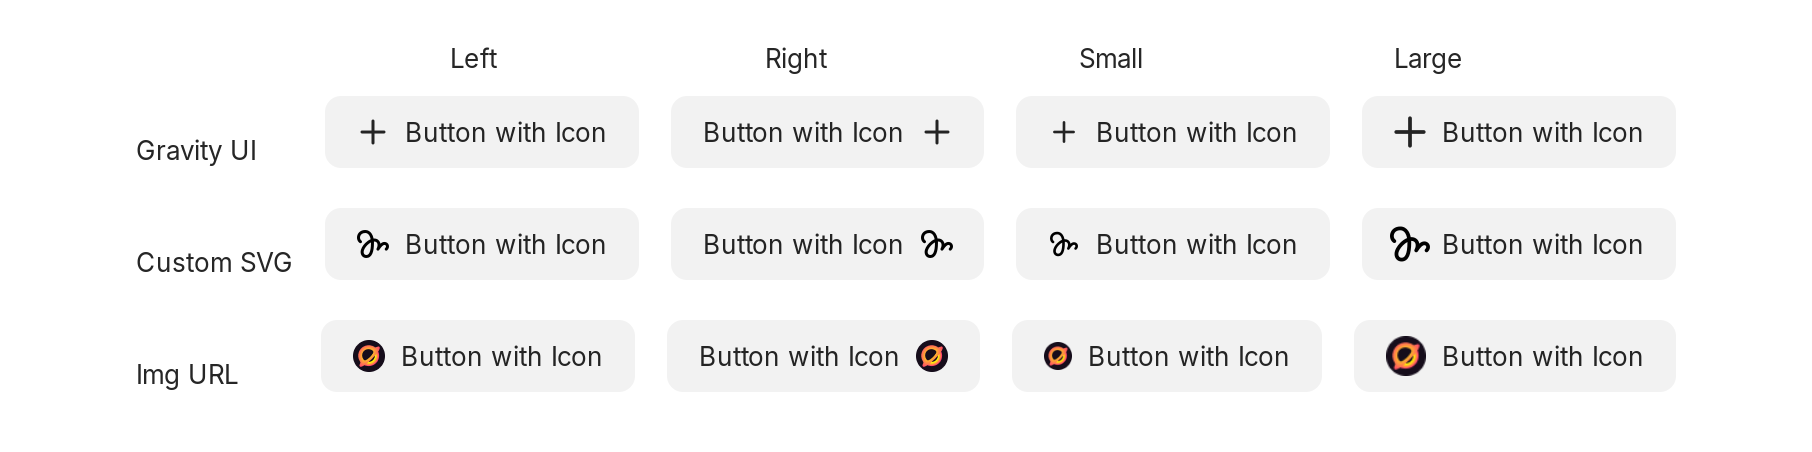 Left Right Small Large
Gravity UI Button with Icon Button with Icon Button with Icon Button with Icon
Custom SVG Button with Icon Button with Icon Button with Icon Button with Icon
Img URL Button with Icon Button with Icon Button with Icon Button with Icon